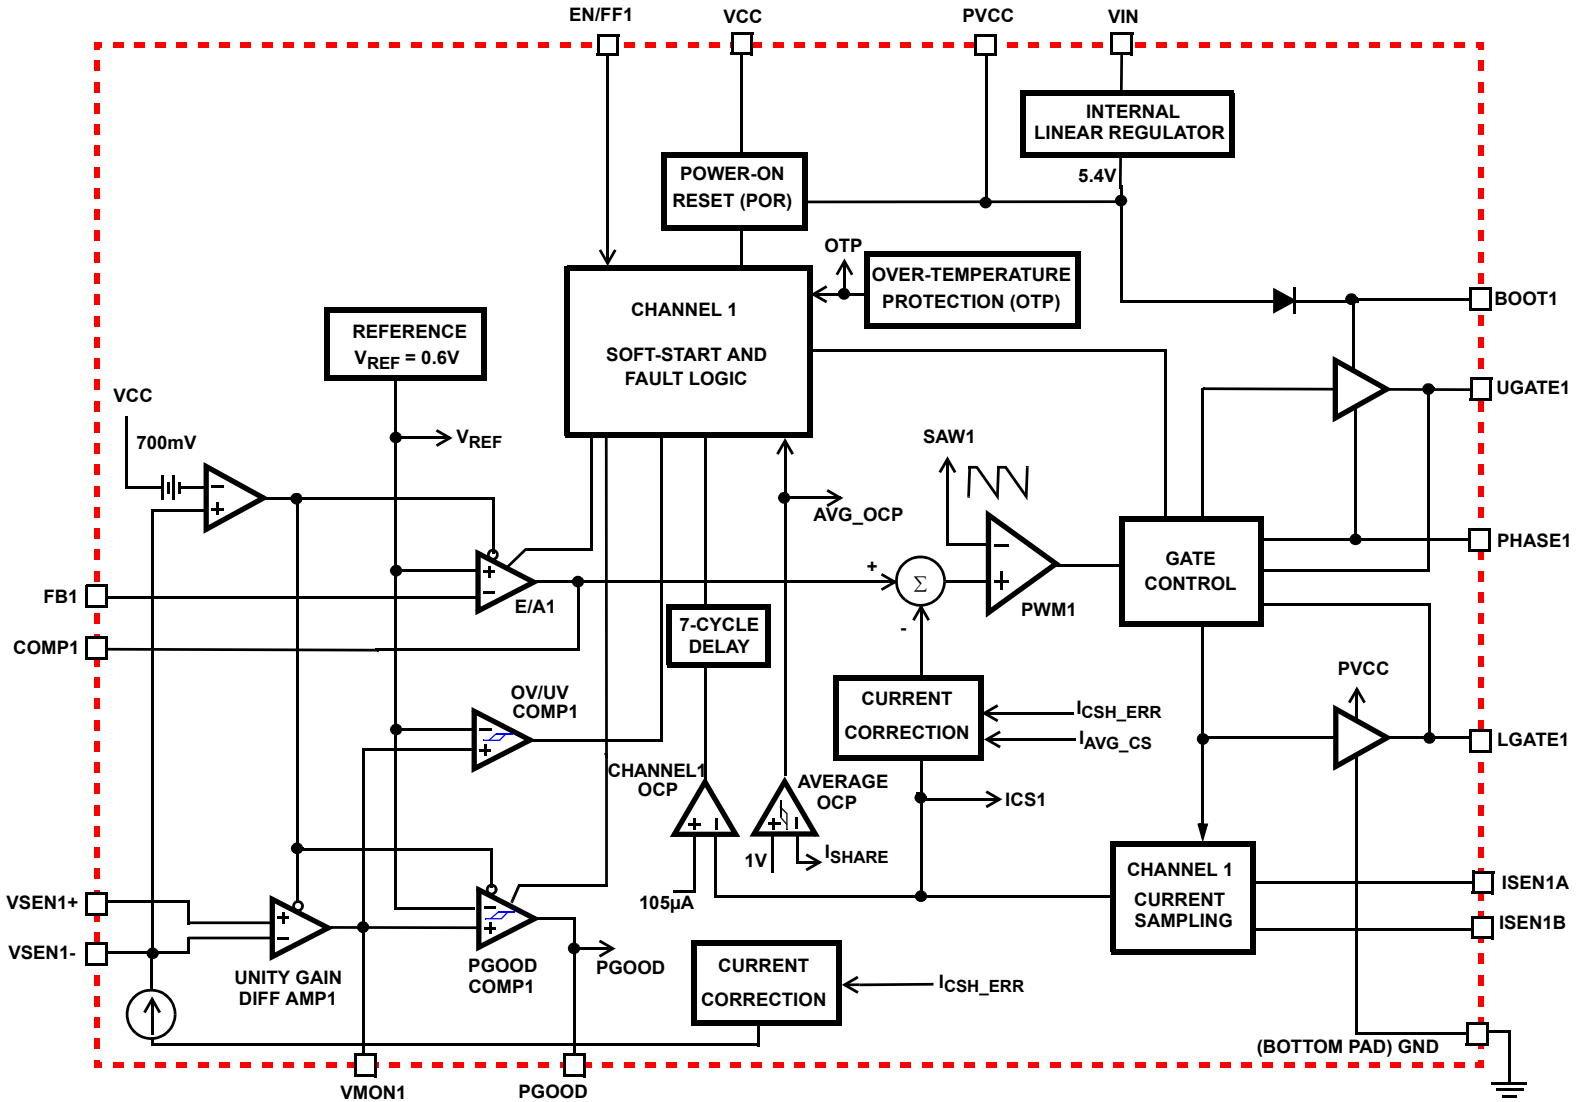 EN/FF1
VCC
PVCC
VIN
INTERNAL
LINEAR REGULATOR
5.4V
POWER-ON
RESET (POR)
OTP
OVER-TEMPERATURE
PROTECTION (OTP)
CHANNEL 1
SOFT-START AND
FAULT LOGIC
REFERENCE
VREF = 0.6V
BOOT1
UGATE1
VCC
700mV
VREF
SAW1
AVG_OCP
PHASE1
GATE
CONTROL
PWM1
+
Σ
-
E/A1
FB1
COMP1
7-CYCLE
DELAY
PVCC
OV/UV
COMP1
CURRENT
CORRECTION
ICSH_ERR
IAVG_CS
LGATE1
CHANNEL1
OCP
AVERAGE
OCP
ICS1
1V
ISHARE
105µA
CHANNEL 1
CURRENT
SAMPLING
ISEN1A
ISEN1B
VSEN1+
VSEN1-
UNITY GAIN
DIFF AMP1
PGOOD
COMP1
PGOOD
CURRENT
CORRECTION
ICSH_ERR
(BOTTOM PAD) GND
VMON1
PGOOD